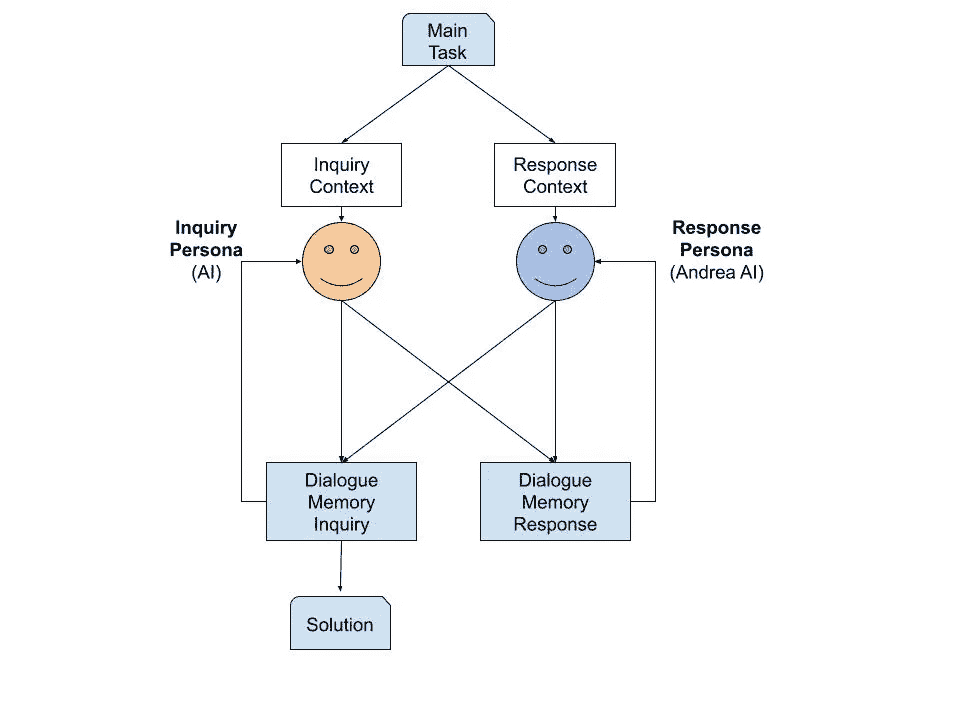 Main
Task
Inquiry
Context
Response
Context
Inquiry
Persona
(AI)
Response
Persona
(Andrea AI)
Dialogue
Memory
Inquiry
Dialogue
Memory
Response
Solution